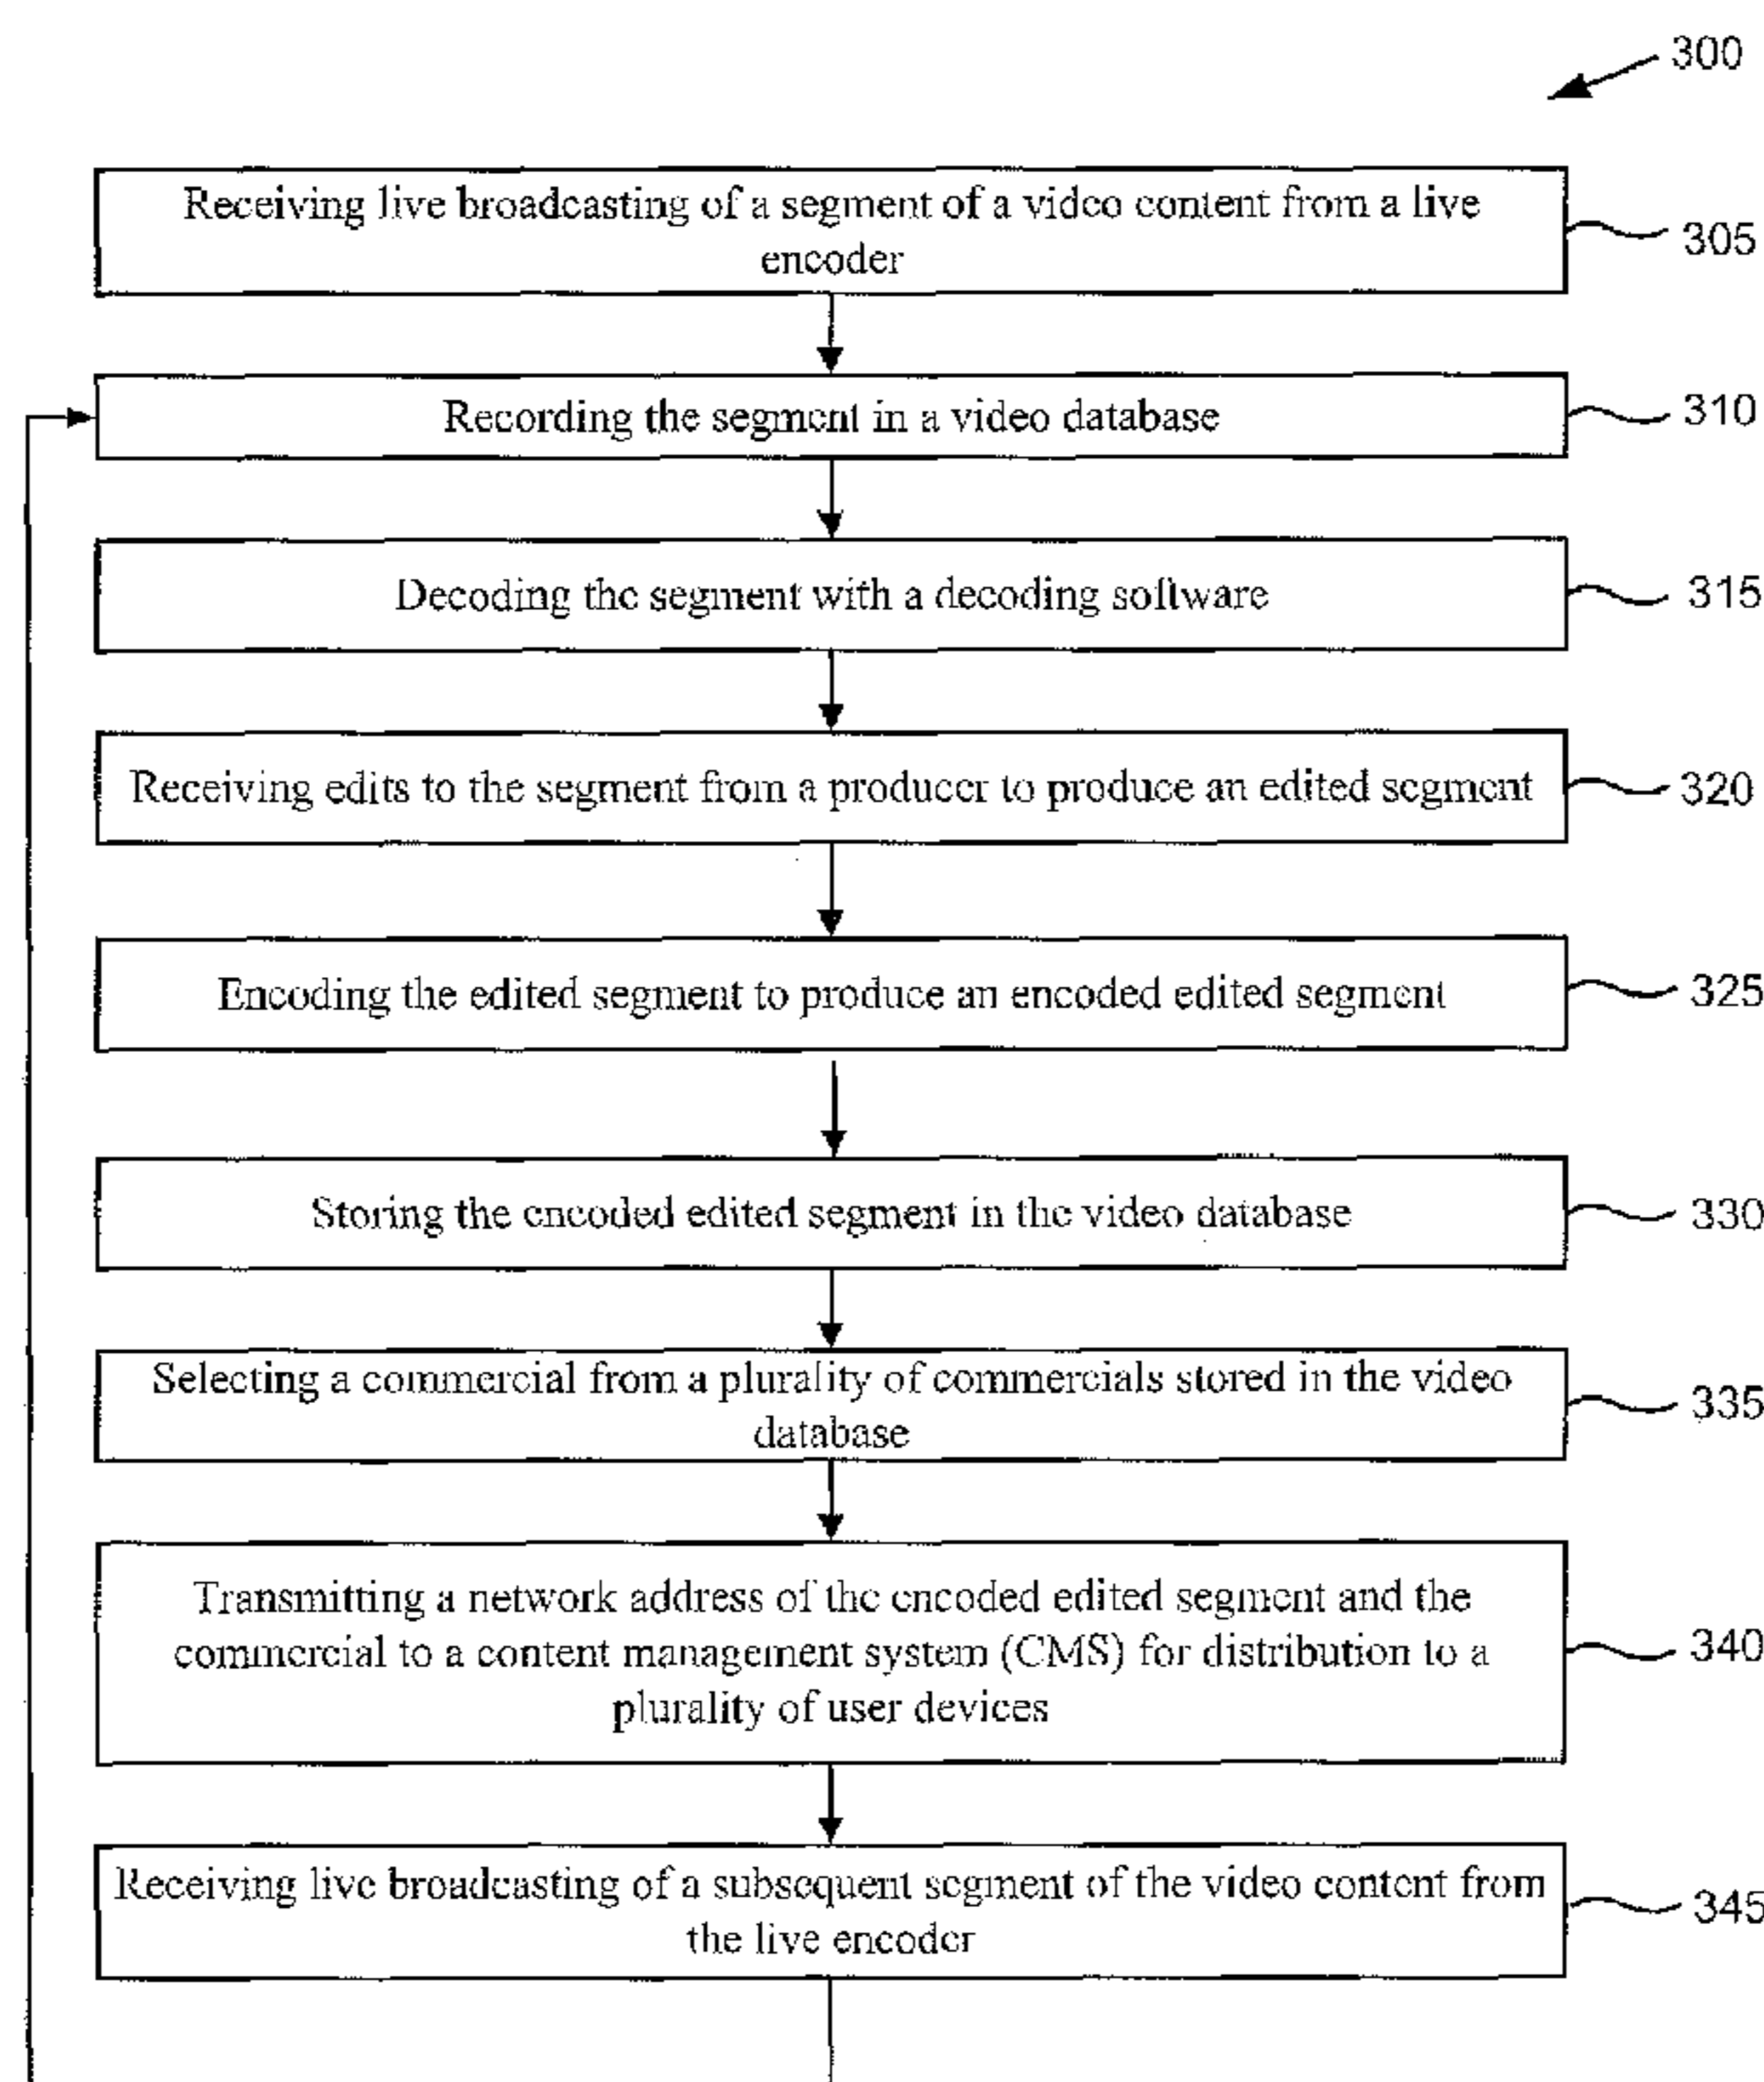 300
Receiving live broadcasting of a segment of a video content from a live
encoder
305
Recording the segment in a video database
310
Decoding the segment with a decoding software
315
Receiving edits to the segment from a producer to produce an edited segment
320
Encoding the edited segment to produce an encoded edited segment
325
Storing the encoded edited segment in the video database
330
Selecting a commercial from a plurality of commercials stored in the video
database
335
Transmitting a network address of the encoded edited segment and the
commercial to a content management system (CMS) for distribution to a
plurality of user devices
340
Receiving live broadcasting of a subsequent segment of the video content from
the live encoder
345